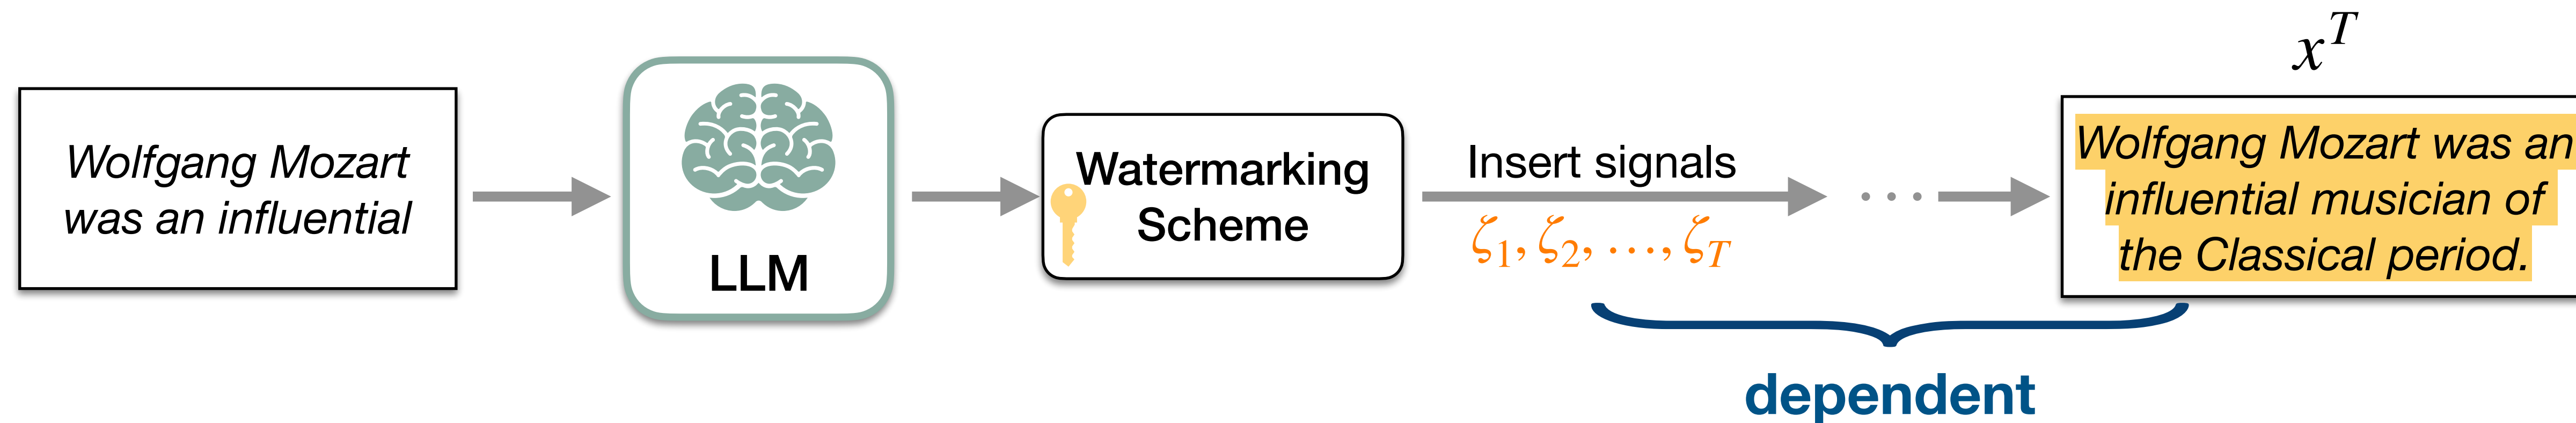 Wolfgang Mozart
was an influential
LLM
Watermarking
Scheme
Insert signals
ζ₁, ζ₂, …, ζ_T
x^T
Wolfgang Mozart was an
influential musician of
the Classical period.
dependent